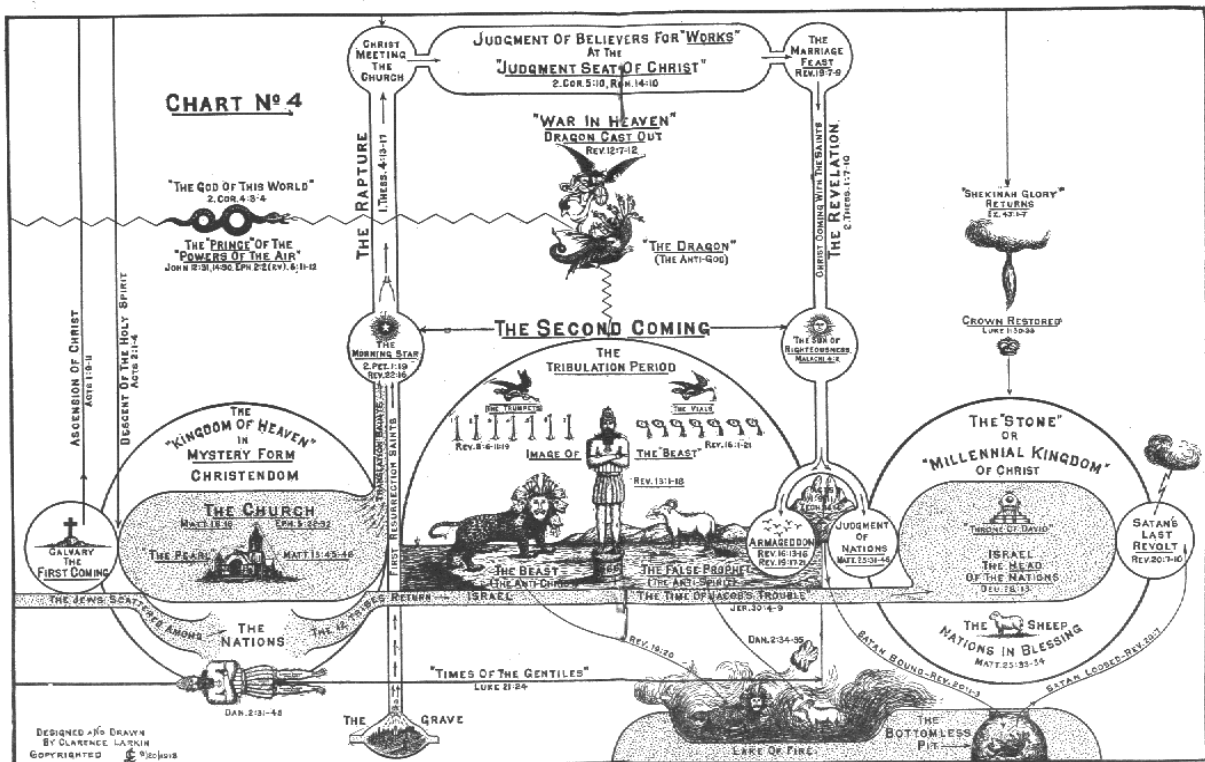 CHART Nº 4
CHRIST
MEETING
THE
CHURCH
JUDGMENT OF BELIEVERS FOR "WORKS"
AT THE
"JUDGMENT SEAT OF CHRIST"
2. COR. 5:10, ROM. 14:10
THE
MARRIAGE
FEAST
REV. 19:7-9
"WAR IN HEAVEN"
DRAGON CAST OUT
REV. 12:7-12
THE RAPTURE
1. THESS. 4:13-17
"THE GOD OF THIS WORLD"
2. COR. 4:3-4
THE "PRINCE" OF THE
"POWERS OF THE AIR"
JOHN 12:31, 14:30, EPH 2:2 (R.V.), 6:11-12
"THE DRAGON"
(THE ANTI-GOD)
CHRIST COMING WITH THE SAINTS
THE REVELATION
2. THESS. 1:7-10
"SHEKINAH GLORY"
RETURNS
EZ. 43:1-7
CROWN RESTORED
ASCENSION OF CHRIST
ACTS 1:9-11
DESCENT OF THE HOLY SPIRIT
ACTS 2:1-4
THE
MORNING STAR
2. PET. 1:19
REV. 22:16
THE SECOND COMING
THE SUN OF
RIGHTEOUSNESS
MALACHI 4:2
THE
TRIBULATION PERIOD
THE TRUMPETS
REV. 8:6-11:19
THE VIALS
REV. 16:1-21
IMAGE OF THE "BEAST"
REV. 13:1-18
THE
"KINGDOM OF HEAVEN"
IN
MYSTERY FORM
CHRISTENDOM
THE CHURCH
MATT. 16:18
THE PEARL
MATT. 13:45-46
CALVARY
THE
FIRST COMING
TRANSLATION SAINTS
FIRST RESURRECTION SAINTS
THE BEAST
(THE ANTI-CHRIST)
THE FALSE PROPHET
(THE ANTI-SPIRIT)
ARMAGEDDON
REV. 16:13-16
REV. 19:17-21
JUDGMENT
OF
NATIONS
MATT. 25:31-46
THE "STONE"
OR
"MILLENNIAL KINGDOM"
OF CHRIST
"THRONE OF DAVID"
ISRAEL
THE HEAD
OF THE NATIONS
DEU. 28:13
SATAN'S
LAST
REVOLT
REV. 20:7-10
THE JEWS SCATTERED AMONG
THE
NATIONS
THE 12 TRIBES RETURN
ISRAEL
"THE TIME OF JACOB'S TROUBLE"
JER. 30:4-9
THE SHEEP
NATIONS IN BLESSING
MATT. 25:33-34
DAN. 2:31-45
"TIMES OF THE GENTILES"
LUKE 21:24
REV. 19:20
DAN. 2:34-35
SATAN BOUND-REV. 20:1-3
SATAN LOOSED-REV. 20:7
THE GRAVE
LAKE OF FIRE
THE
BOTTOMLESS
PIT
DESIGNED AND DRAWN
BY CLARENCE LARKIN
COPYRIGHTED